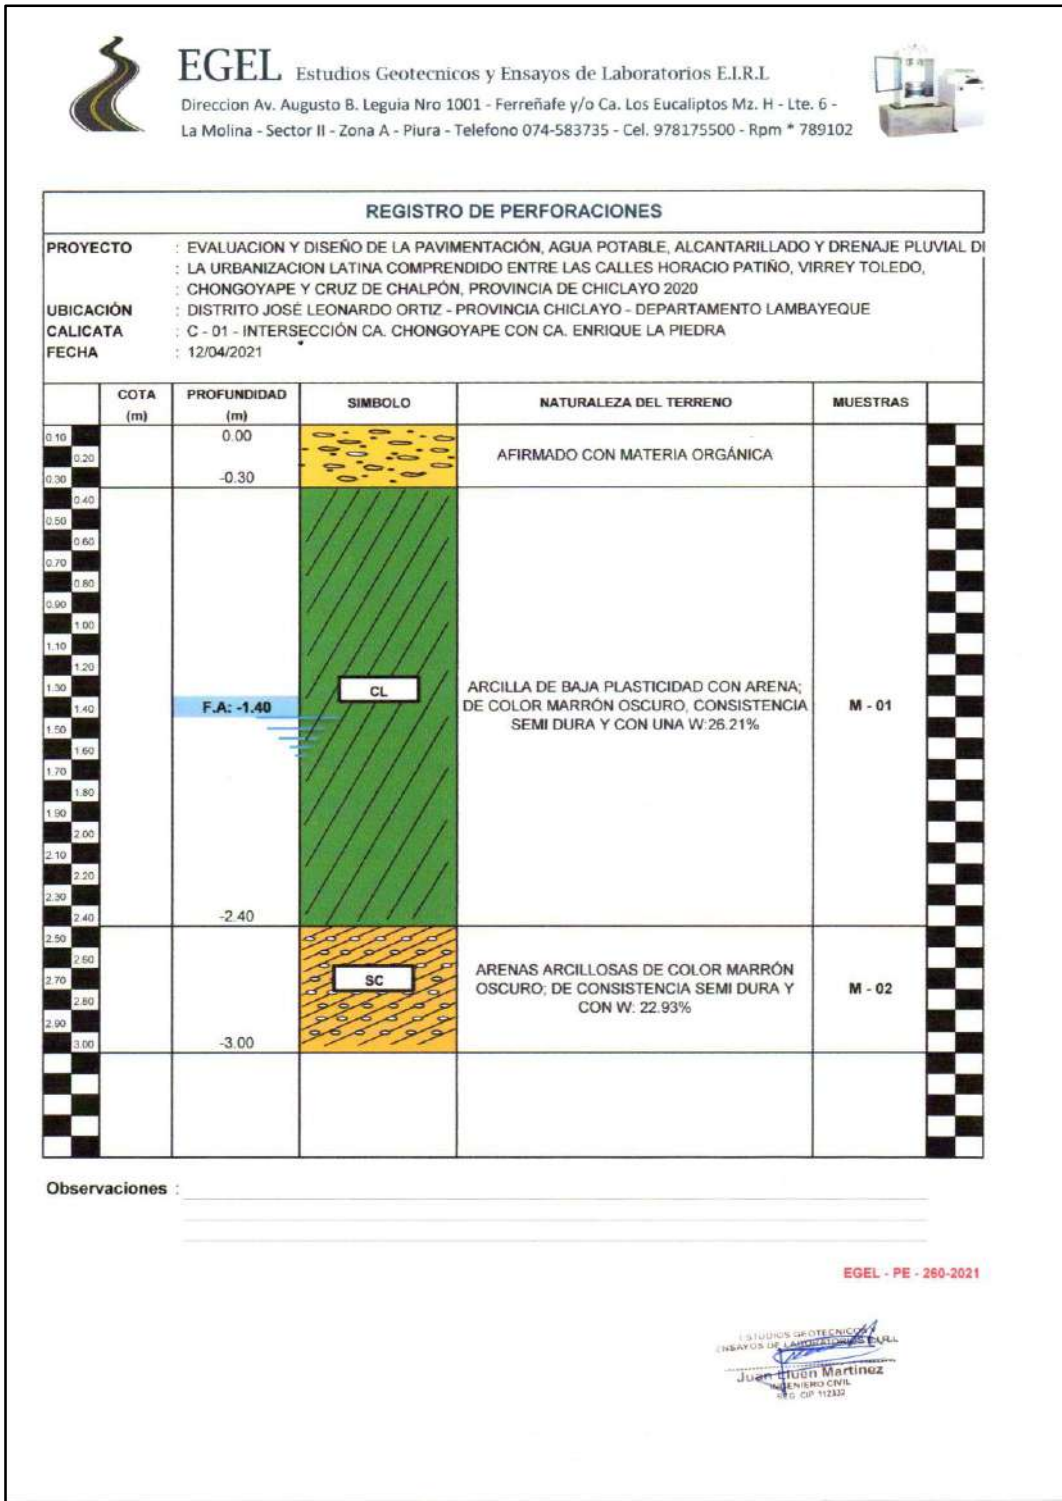 EGEL Estudios Geotecnicos y Ensayos de Laboratorios E.I.R.L
Direccion Av. Augusto B. Leguia Nro 1001 - Ferreñafe y/o Ca. Los Eucaliptos Mz. H - Lte. 6 -
La Molina - Sector II - Zona A - Piura - Telefono 074-583735 - Cel. 978175500 - Rpm * 789102
REGISTRO DE PERFORACIONES
PROYECTO : EVALUACION Y DISEÑO DE LA PAVIMENTACIÓN, AGUA POTABLE, ALCANTARILLADO Y DRENAJE PLUVIAL DI
: LA URBANIZACION LATINA COMPRENDIDO ENTRE LAS CALLES HORACIO PATIÑO, VIRREY TOLEDO,
: CHONGOYAPE Y CRUZ DE CHALPÓN, PROVINCIA DE CHICLAYO 2020
UBICACIÓN : DISTRITO JOSÉ LEONARDO ORTIZ - PROVINCIA CHICLAYO - DEPARTAMENTO LAMBAYEQUE
CALICATA : C - 01 - INTERSECCIÓN CA. CHONGOYAPE CON CA. ENRIQUE LA PIEDRA
FECHA : 12/04/2021
COTA (m) PROFUNDIDAD (m) SIMBOLO NATURALEZA DEL TERRENO MUESTRAS
0.10 0.00
0.20 AFIRMADO CON MATERIA ORGÁNICA
0.30 -0.30
0.40
0.50
0.60
0.70
0.80
0.90
1.00
1.10
1.20
1.30 CL ARCILLA DE BAJA PLASTICIDAD CON ARENA;
1.40 F.A: -1.40 DE COLOR MARRÓN OSCURO, CONSISTENCIA M - 01
1.50 SEMI DURA Y CON UNA W:26.21%
1.60
1.70
1.80
1.90
2.00
2.10
2.20
2.30
2.40 -2.40
2.50
2.60 ARENAS ARCILLOSAS DE COLOR MARRÓN
2.70 SC OSCURO; DE CONSISTENCIA SEMI DURA Y M - 02
2.80 CON W: 22.93%
2.90
3.00 -3.00
Observaciones :
EGEL - PE - 260-2021
ESTUDIOS GEOTECNICOS
ENSAYOS DE LABORATORIOS E.I.R.L
Juan Martinez
INGENIERO CIVIL
REG. CIP 112332